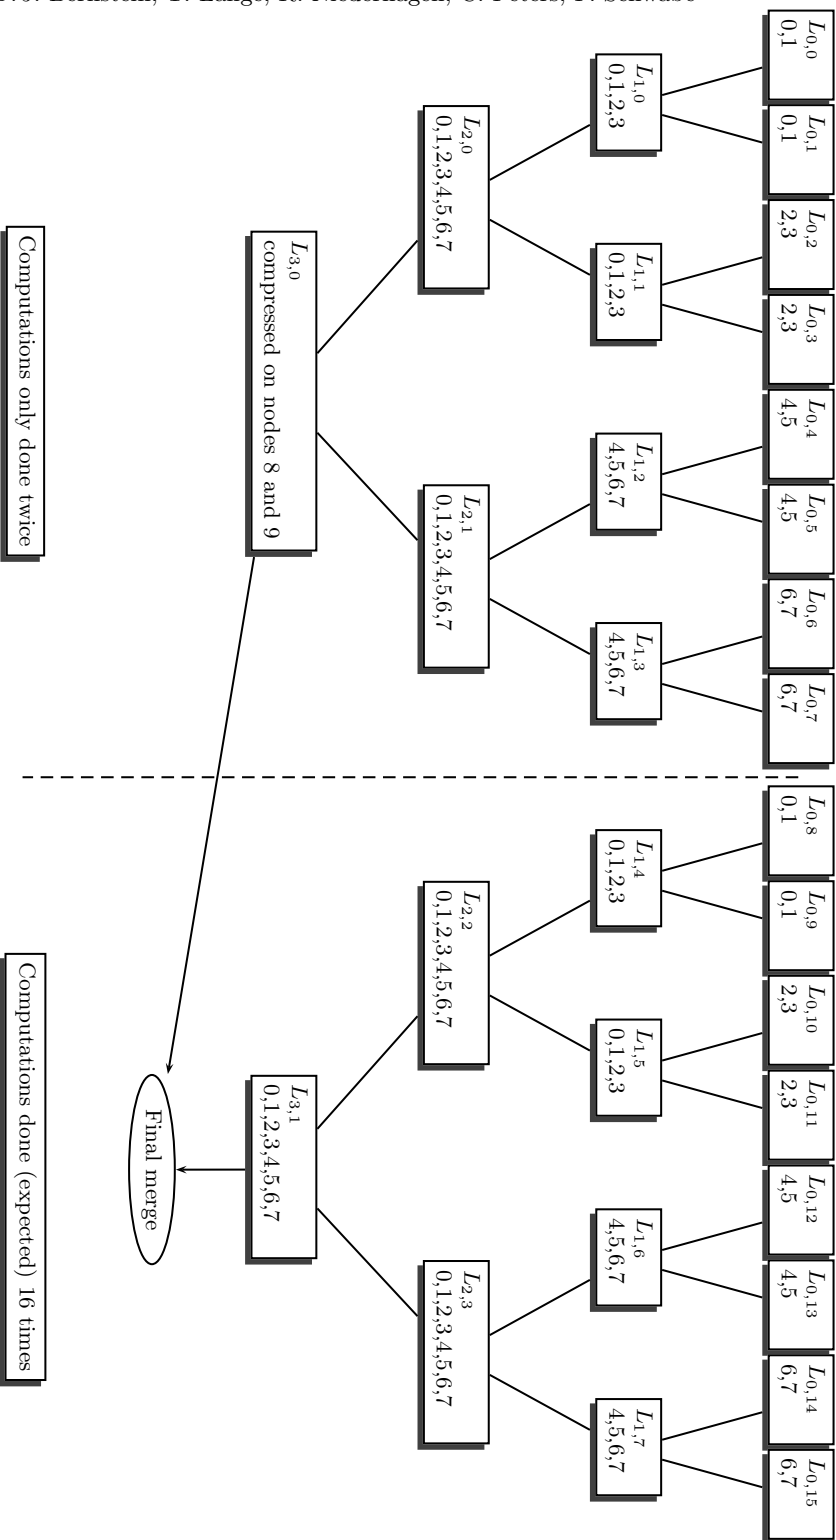 L0,0
0,1
L0,1
0,1
L0,2
2,3
L0,3
2,3
L0,4
4,5
L0,5
4,5
L0,6
6,7
L0,7
6,7
L0,8
0,1
L0,9
0,1
L0,10
2,3
L0,11
2,3
L0,12
4,5
L0,13
4,5
L0,14
6,7
L0,15
6,7
L1,0
0,1,2,3
L1,1
0,1,2,3
L1,2
4,5,6,7
L1,3
4,5,6,7
L1,4
0,1,2,3
L1,5
0,1,2,3
L1,6
4,5,6,7
L1,7
4,5,6,7
L2,0
0,1,2,3,4,5,6,7
L2,1
0,1,2,3,4,5,6,7
L2,2
0,1,2,3,4,5,6,7
L2,3
0,1,2,3,4,5,6,7
L3,0
compressed on nodes 8 and 9
L3,1
0,1,2,3,4,5,6,7
Final merge
Computations only done twice
Computations done (expected) 16 times